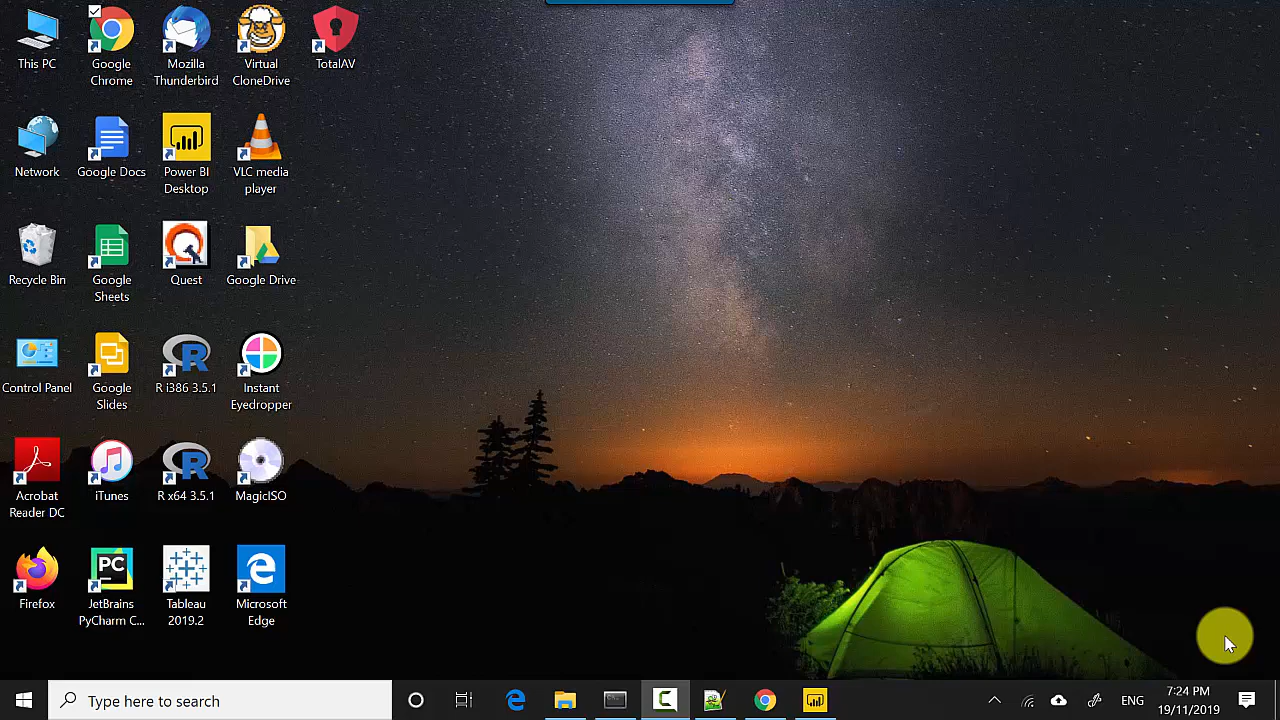 This PC
Google
Chrome
Mozilla
Thunderbird
Virtual
CloneDrive
TotalAV
Network
Google Docs
Power BI
Desktop
VLC media
player
Recycle Bin
Google
Sheets
Quest
Google Drive
Control Panel
Google
Slides
R i386 3.5.1
Instant
Eyedropper
Acrobat
Reader DC
iTunes
R x64 3.5.1
MagicISO
Firefox
PC
JetBrains
PyCharm C...
Tableau
2019.2
Microsoft
Edge
Type here to search
ENG
7:24 PM
19/11/2019